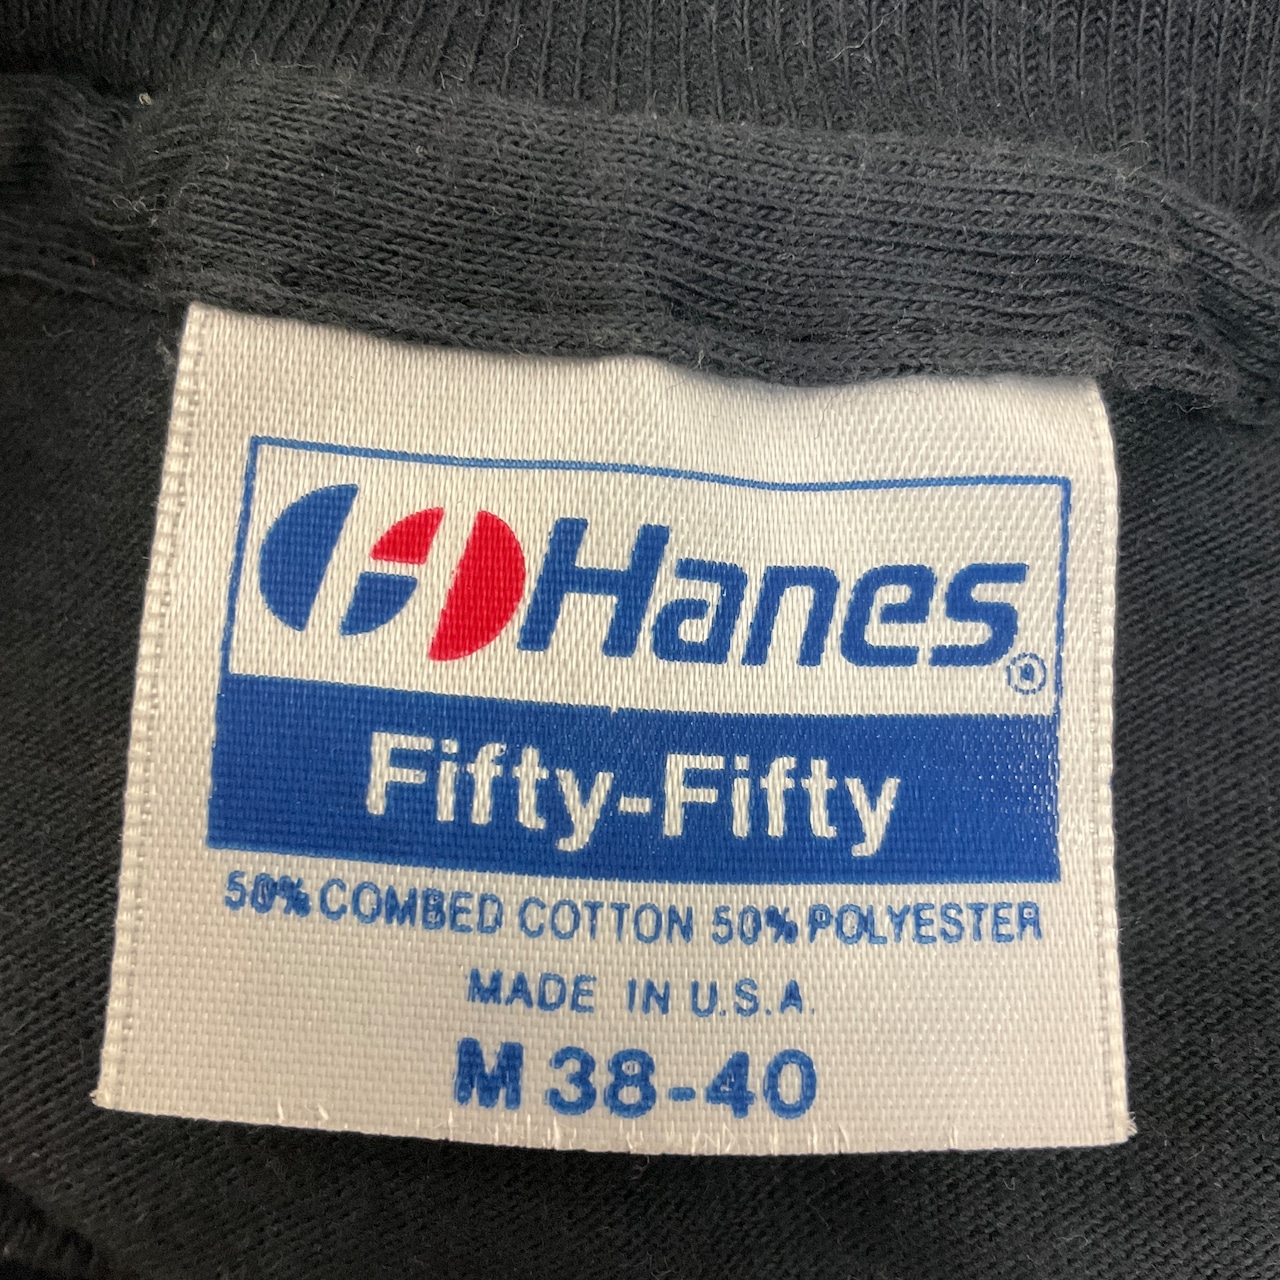 Hanes®
Fifty-Fifty
50% COMBED COTTON 50% POLYESTER
MADE IN U.S.A.
M 38-40